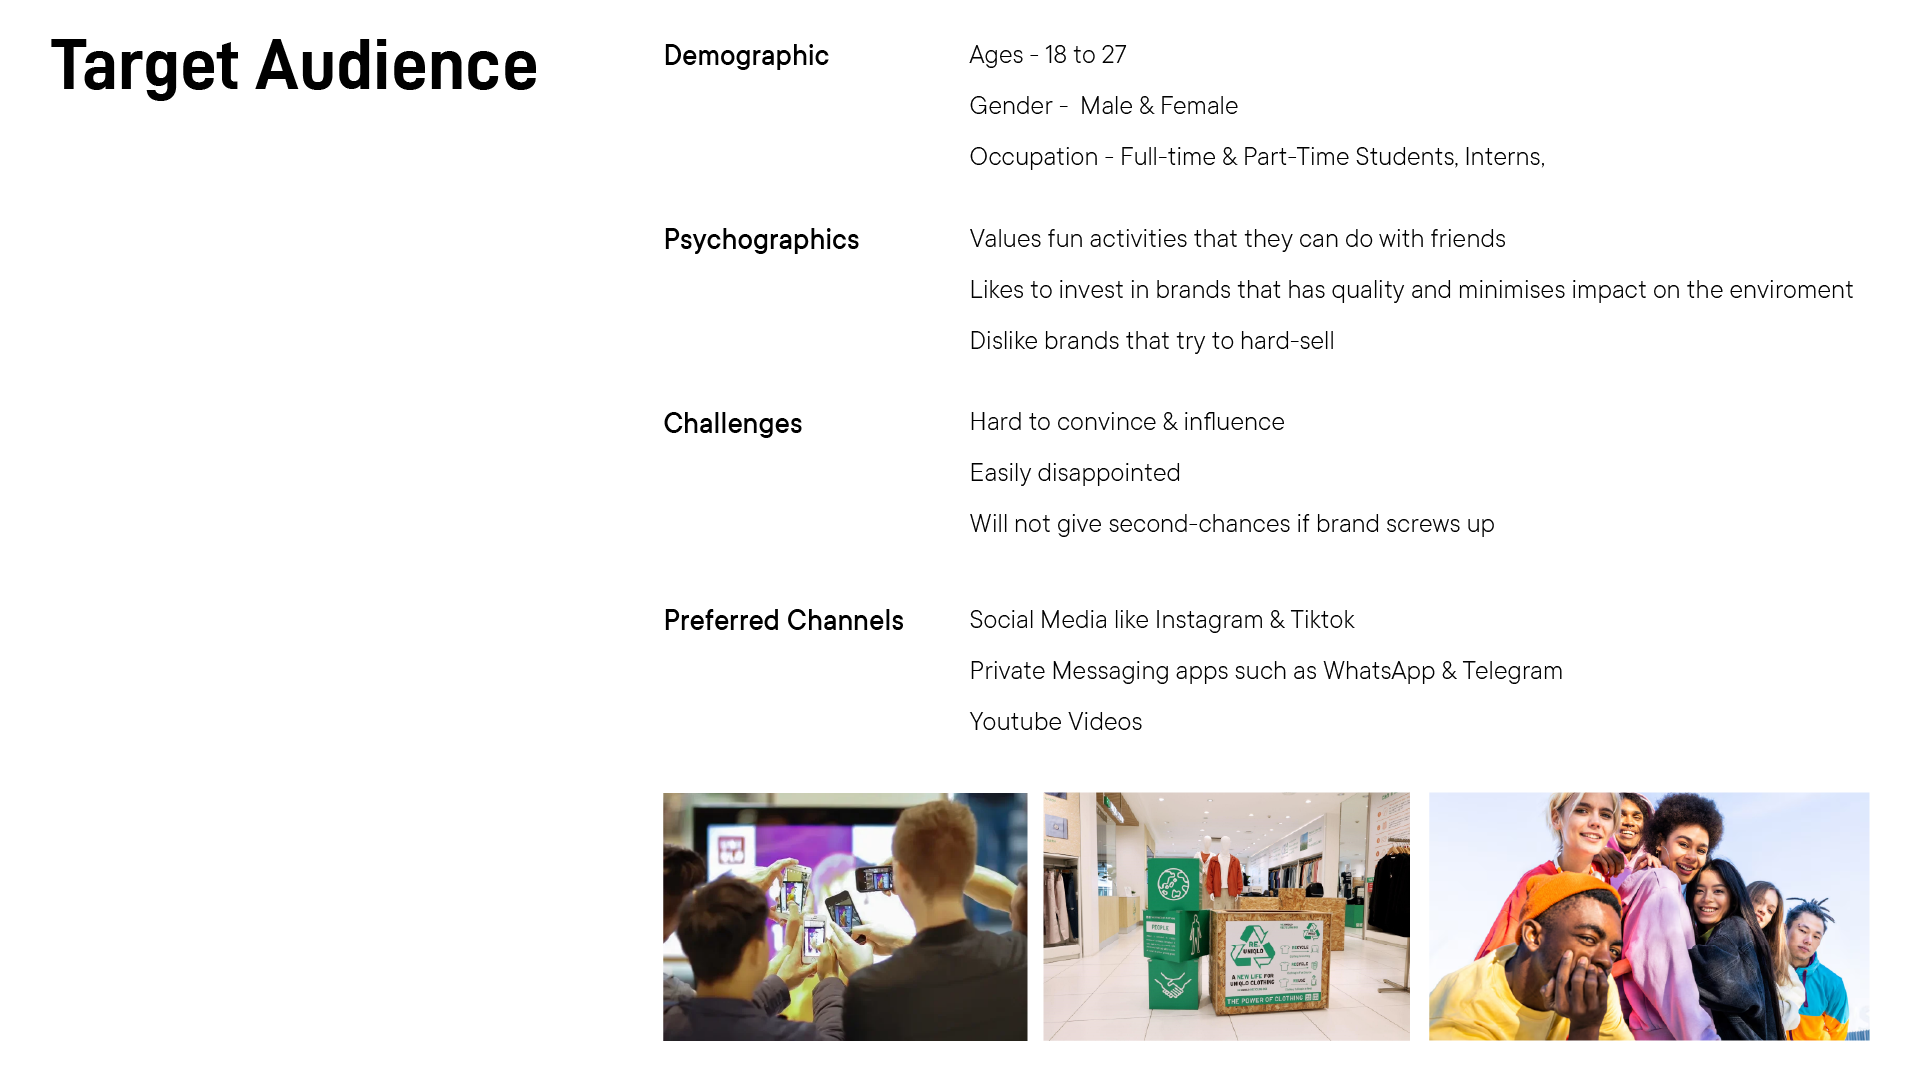 Target Audience
Demographic
Ages - 18 to 27
Gender - Male & Female
Occupation - Full-time & Part-Time Students, Interns,
Psychographics
Values fun activities that they can do with friends
Likes to invest in brands that has quality and minimises impact on the enviroment
Dislike brands that try to hard-sell
Challenges
Hard to convince & influence
Easily disappointed
Will not give second-chances if brand screws up
Preferred Channels
Social Media like Instagram & Tiktok
Private Messaging apps such as WhatsApp & Telegram
Youtube Videos
UNI
QLO
PEOPLE
RE.
UNIQLO
RECYCLE
A NEW LIFE FOR
UNIQLO CLOTHING
THE POWER OF CLOTHING